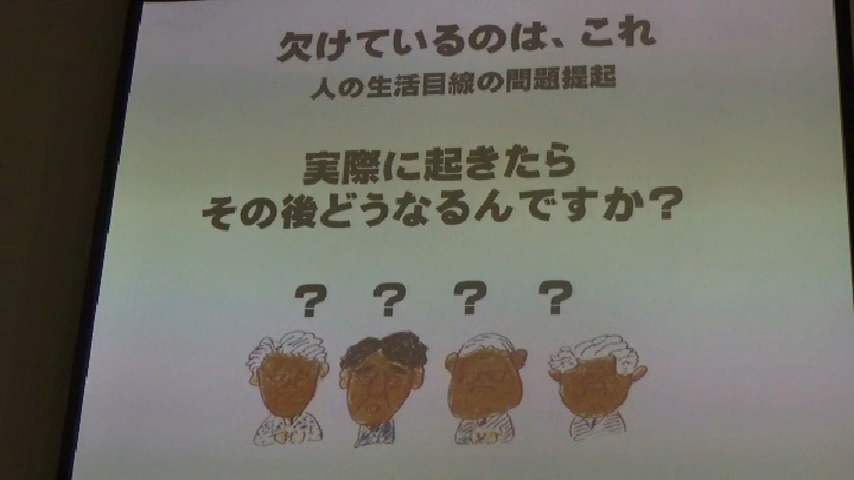 欠けているのは、これ
人の生活目線の問題提起
実際に起きたら
その後どうなるんですか?
? ? ? ?